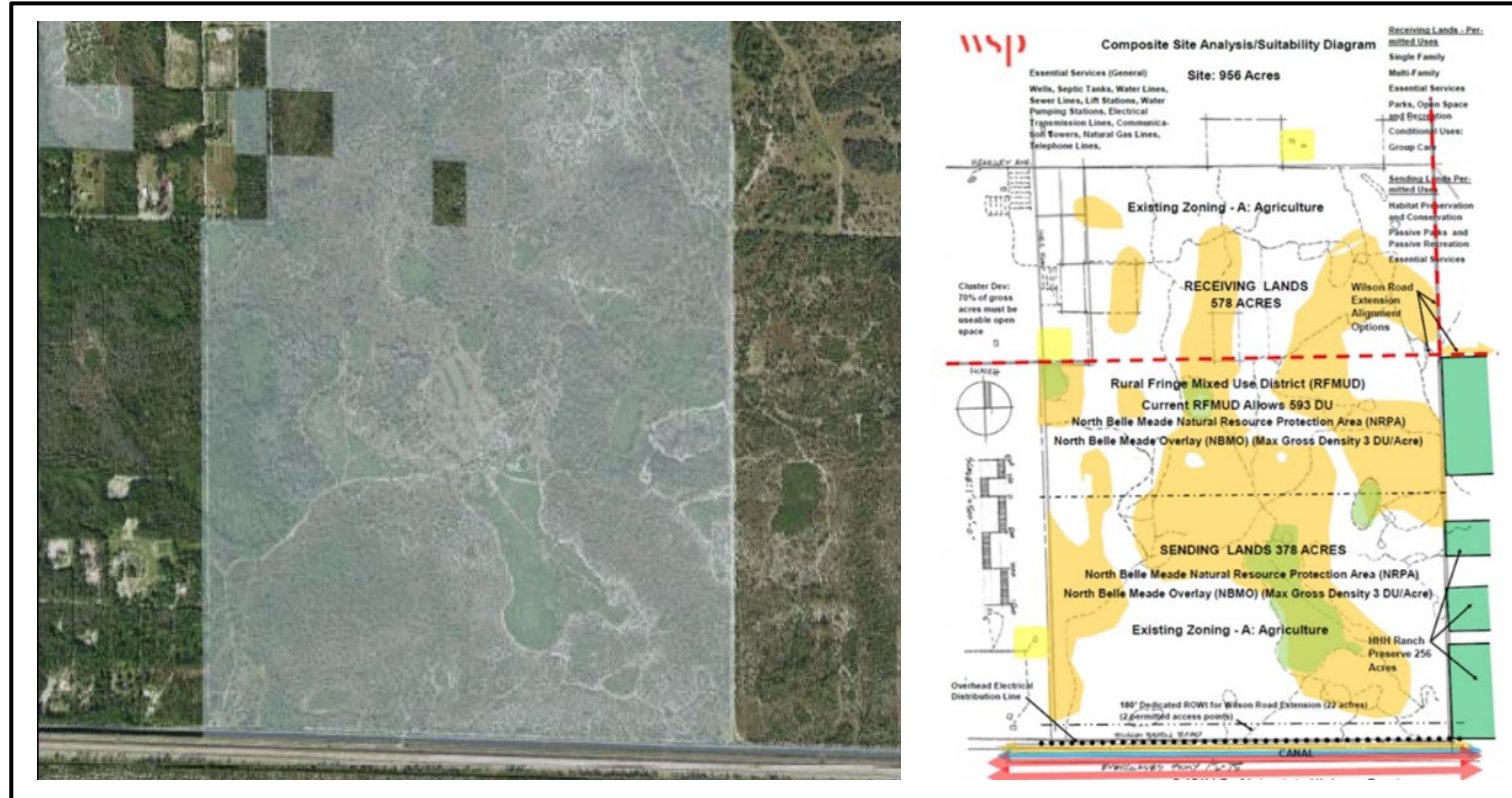 wsp
Composite Site Analysis/Suitability Diagram
Site: 956 Acres
Essential Services (General)
Wells, Septic Tanks, Water Lines,
Sewer Lines, Lift Stations, Water
Pumping Stations, Electrical
Transmission Lines, Communica-
tion Towers, Natural Gas Lines,
Telephone Lines,
Receiving Lands - Per-
mitted Uses
Single Family
Multi-Family
Essential Services
Parks, Open Space
and Recreation
Conditional Uses:
Group Care
Sending Lands Per-
mitted Uses
Habitat Preservation
and Conservation
Passive Parks and
Passive Recreation
Essential Services
Existing Zoning - A: Agriculture
RECEIVING LANDS
578 ACRES
Wilson Road
Extension
Alignment
Options
Cluster Dev:
70% of gross
acres must be
useable open
space
Rural Fringe Mixed Use District (RFMUD)
Current RFMUD Allows 593 DU
North Belle Meade Natural Resource Protection Area (NRPA)
North Belle Meade Overlay (NBMO) (Max Gross Density 3 DU/Acre)
SENDING LANDS 378 ACRES
North Belle Meade Natural Resource Protection Area (NRPA)
North Belle Meade Overlay (NBMO) (Max Gross Density 3 DU/Acre)
Existing Zoning - A: Agriculture
HHH Ranch
Preserve 256
Acres
Overhead Electrical
Distribution Line
180' Dedicated ROW for Wilson Road Extension (22 acres)
(2 permitted access points)
CANAL